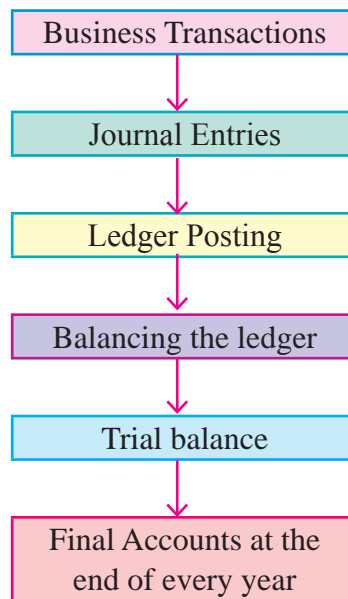 Business Transactions
Journal Entries
Ledger Posting
Balancing the ledger
Trial balance
Final Accounts at the
end of every year